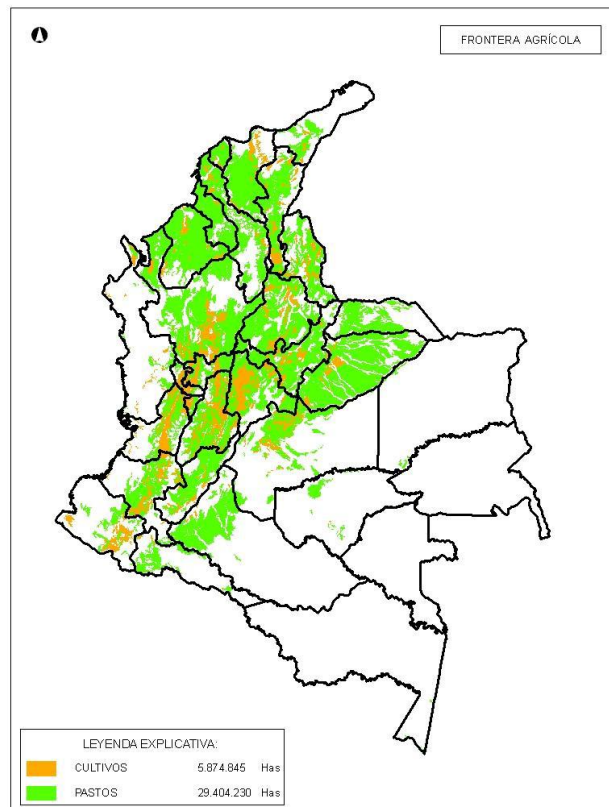 FRONTERA AGRÍCOLA
LEYENDA EXPLICATIVA:
CULTIVOS 5.874.845 Has
PASTOS 29.404.230 Has